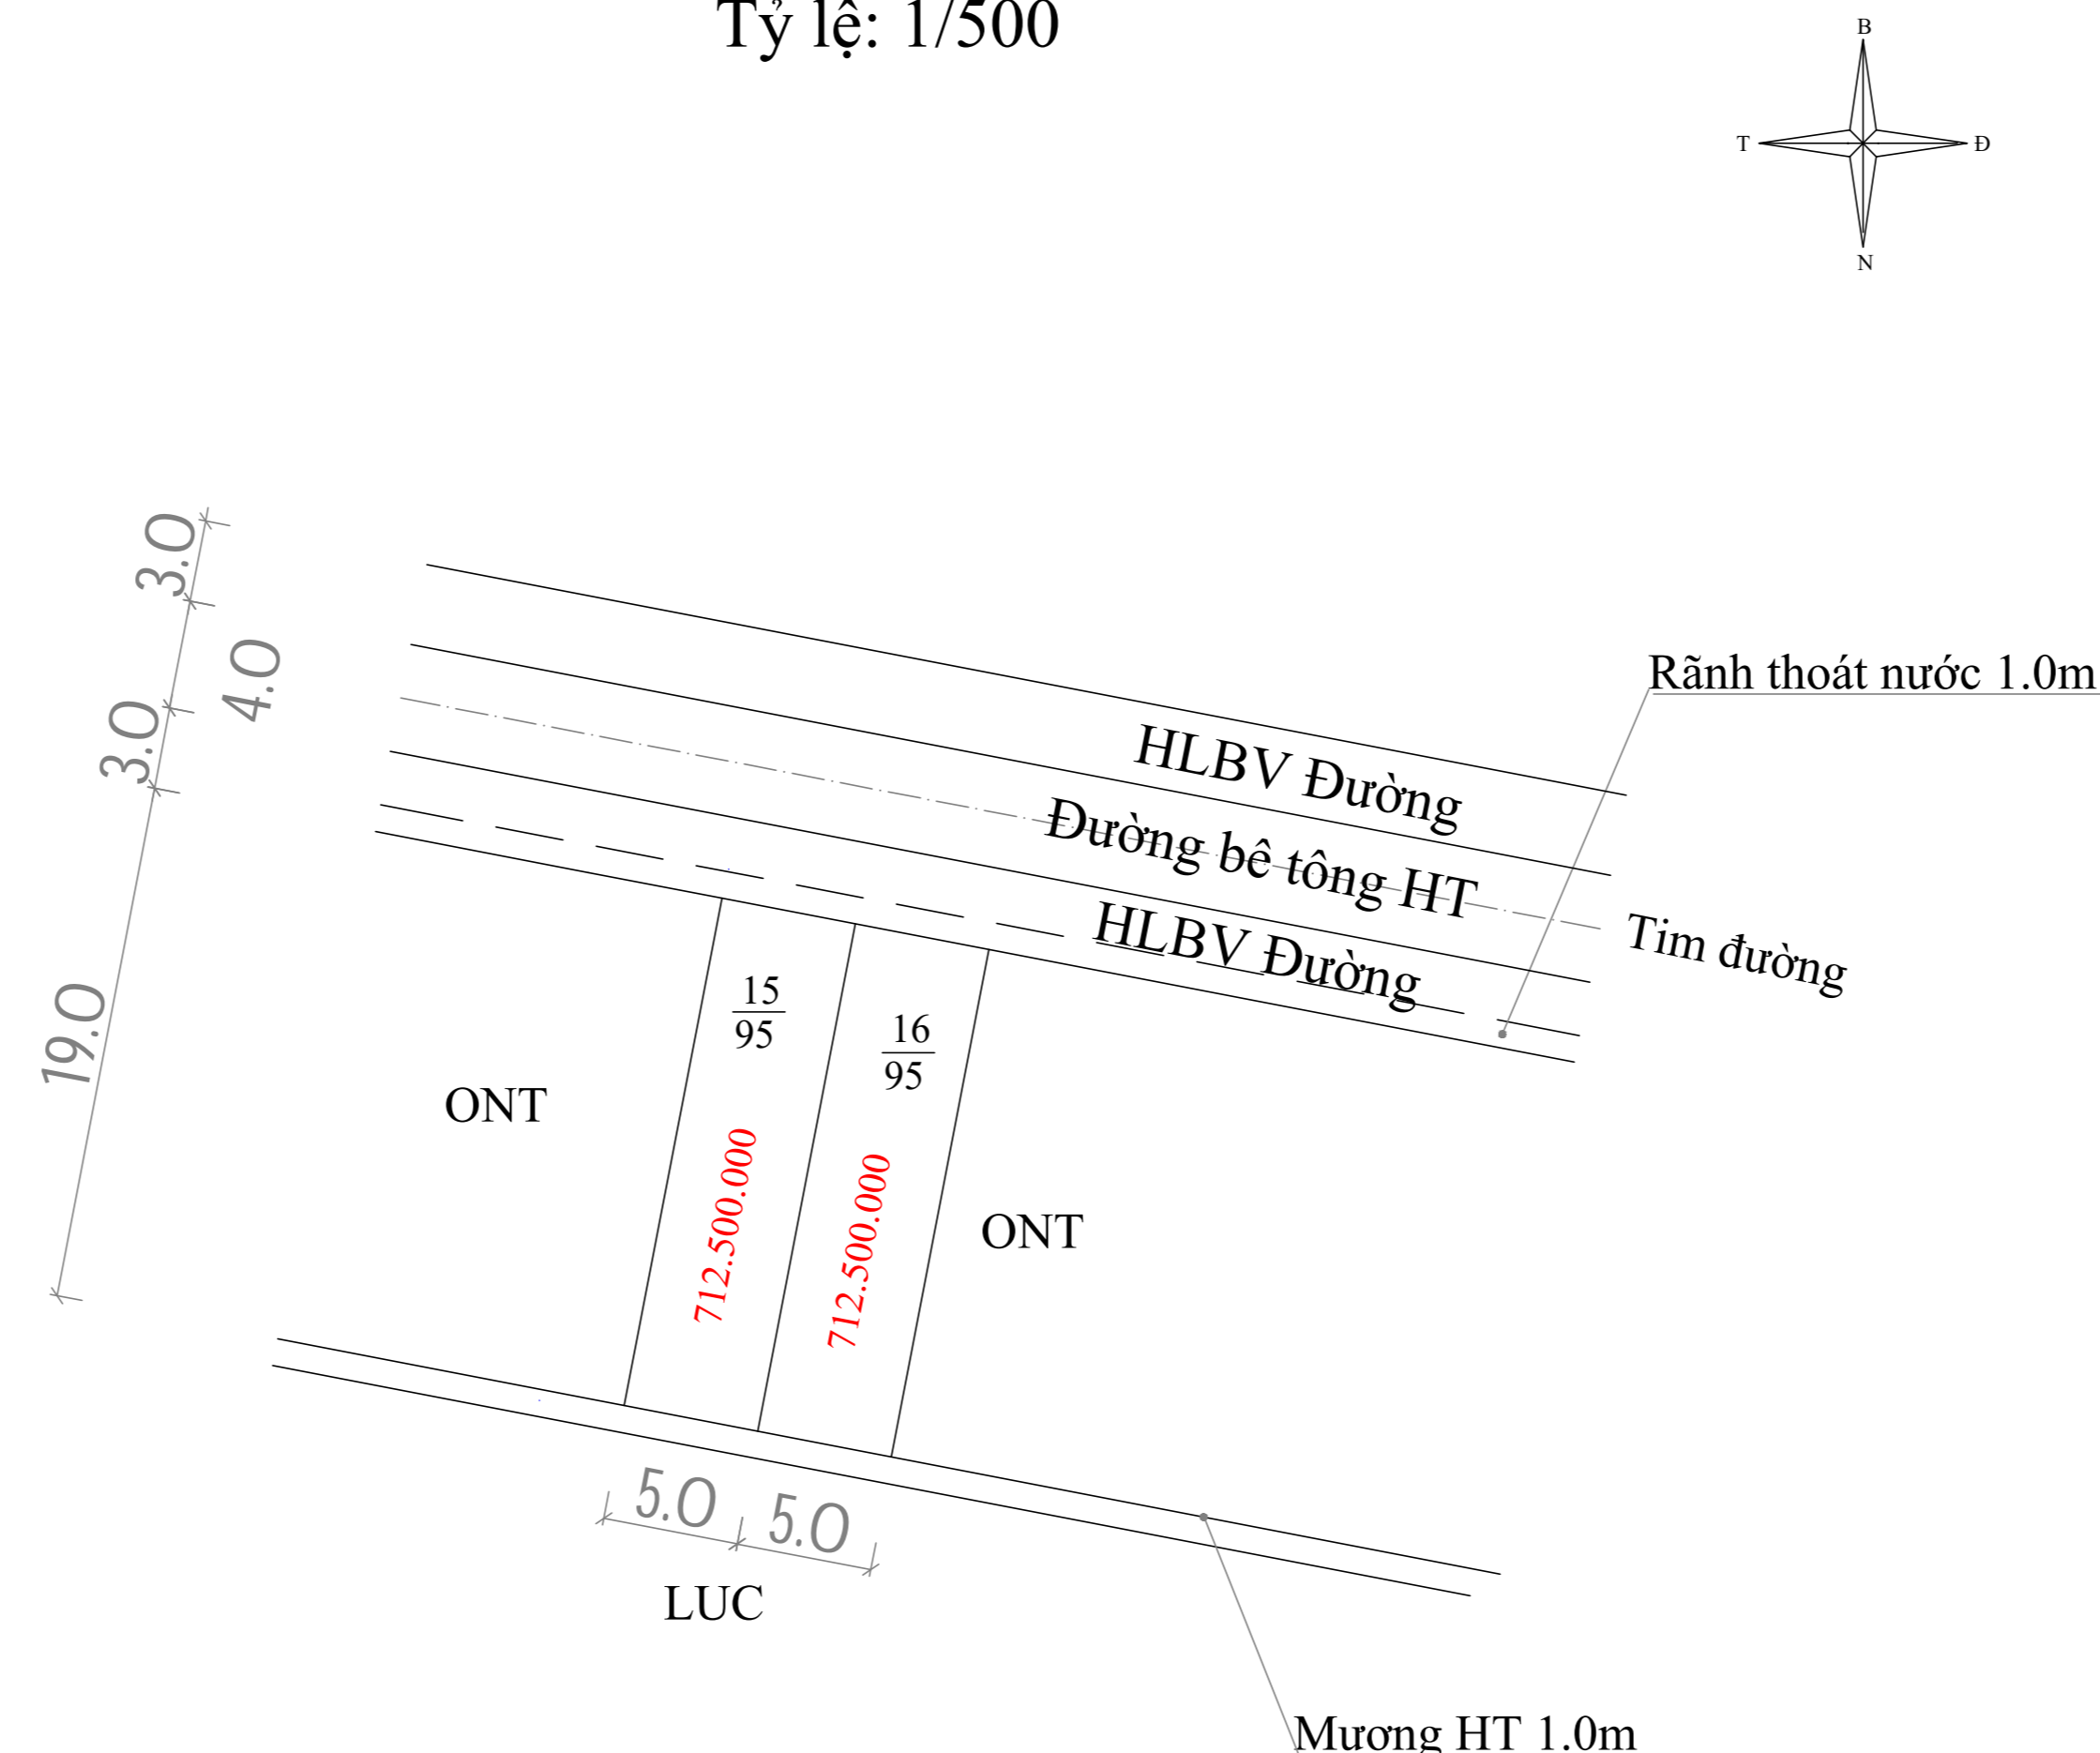 Tỷ lệ: 1/500
B
T
Đ
N
3.0
4.0
3.0
19.0
Rãnh thoát nước 1.0m
HLBV Đường
Đường bê tông HT
Tim đường
HLBV Đường
15
95
16
95
ONT
712.500.000
712.500.000
ONT
5.0
5.0
LUC
Mương HT 1.0m